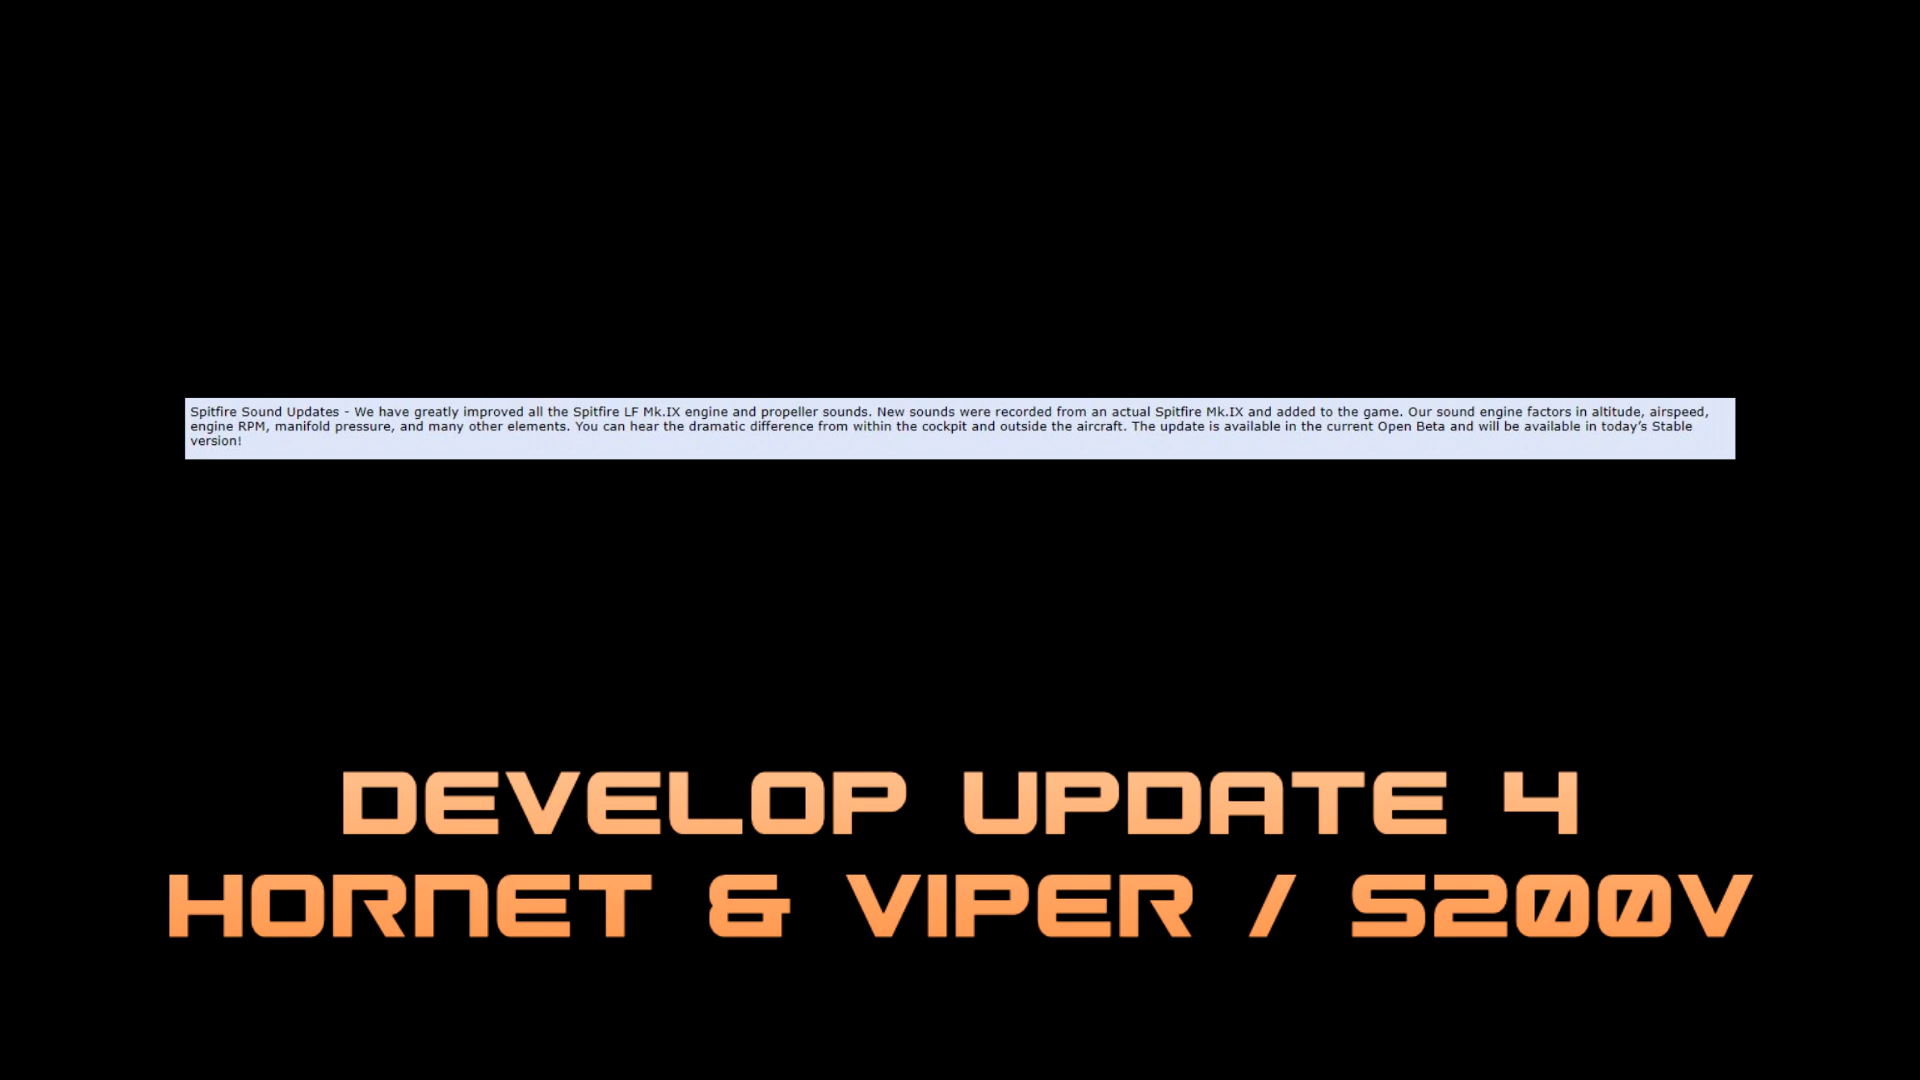 Spitfire Sound Updates - We have greatly improved all the Spitfire LF Mk.IX engine and propeller sounds. New sounds were recorded from an actual Spitfire Mk.IX and added to the game. Our sound engine factors in altitude, airspeed,
engine RPM, manifold pressure, and many other elements. You can hear the dramatic difference from within the cockpit and outside the aircraft. The update is available in the current Open Beta and will be available in today’s Stable
version!
DEVELOP UPDATE 4
HORNET & VIPER / S200V